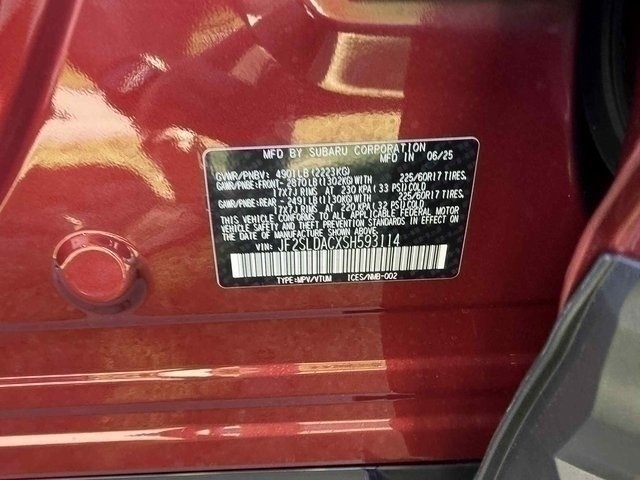 MFD BY SUBARU CORPORATION
MFD IN 06/25
GVWR/PNBV: 4901LB(2223KG)
GAWR/PNBE:FRONT- 2870LB(1302KG)WITH 225/60R17 TIRES.
17X7J RIMS AT 230 KPA(33 PSI)COLD
GAWR/PNBE:REAR- 2491LB(1130KG)WITH 225/60R17 TIRES.
17X7J RIMS AT 220 KPA(32 PSI)COLD
THIS VEHICLE CONFORMS TO ALL APPLICABLE FEDERAL MOTOR
VEHICLE SAFETY AND THEFT PREVENTION STANDARDS IN EFFECT ON
THE DATE OF MANUFACTURE SHOWN ABOVE.
VIN: JF2SLDACXSH593114
TYPE:MPV/VTUM ICES/NMB-002